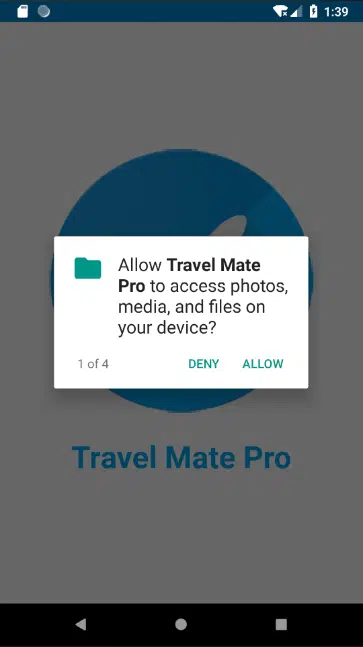 1:39
Allow Travel Mate
Pro to access photos,
media, and files on
your device?
1 of 4 DENY ALLOW
Travel Mate Pro